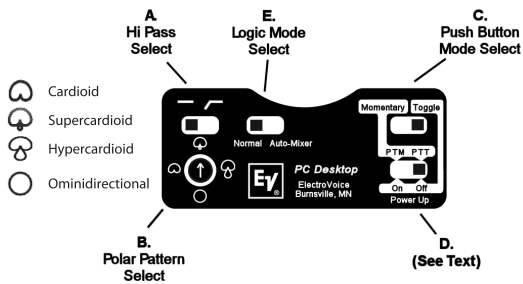 A.
Hi Pass
Select
E.
Logic Mode
Select
C.
Push Button
Mode Select
Cardioid
Supercardioid
Hypercardioid
Ominidirectional
Momentary Toggle
Normal Auto-Mixer
PTM PTT
On Off
Power Up
EV®
PC Desktop
ElectroVoice
Burnsville, MN
B.
Polar Pattern
Select
D.
(See Text)